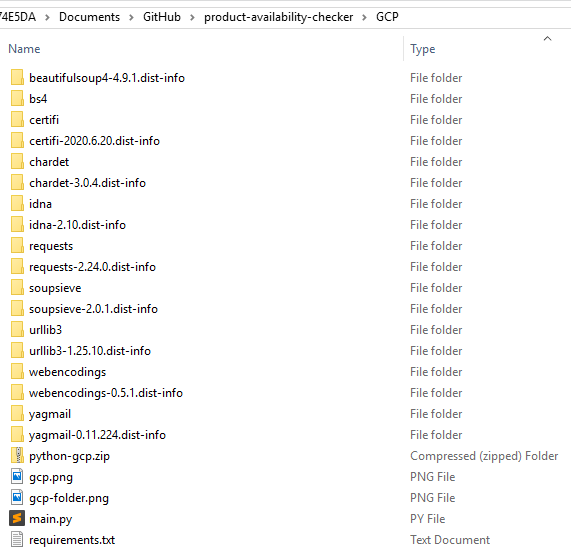 74E5DA > Documents > GitHub > product-availability-checker > GCP
Name Type
beautifulsoup4-4.9.1.dist-info File folder
bs4 File folder
certifi File folder
certifi-2020.6.20.dist-info File folder
chardet File folder
chardet-3.0.4.dist-info File folder
idna File folder
idna-2.10.dist-info File folder
requests File folder
requests-2.24.0.dist-info File folder
soupsieve File folder
soupsieve-2.0.1.dist-info File folder
urllib3 File folder
urllib3-1.25.10.dist-info File folder
webencodings File folder
webencodings-0.5.1.dist-info File folder
yagmail File folder
yagmail-0.11.224.dist-info File folder
python-gcp.zip Compressed (zipped) Folder
gcp.png PNG File
gcp-folder.png PNG File
main.py PY File
requirements.txt Text Document